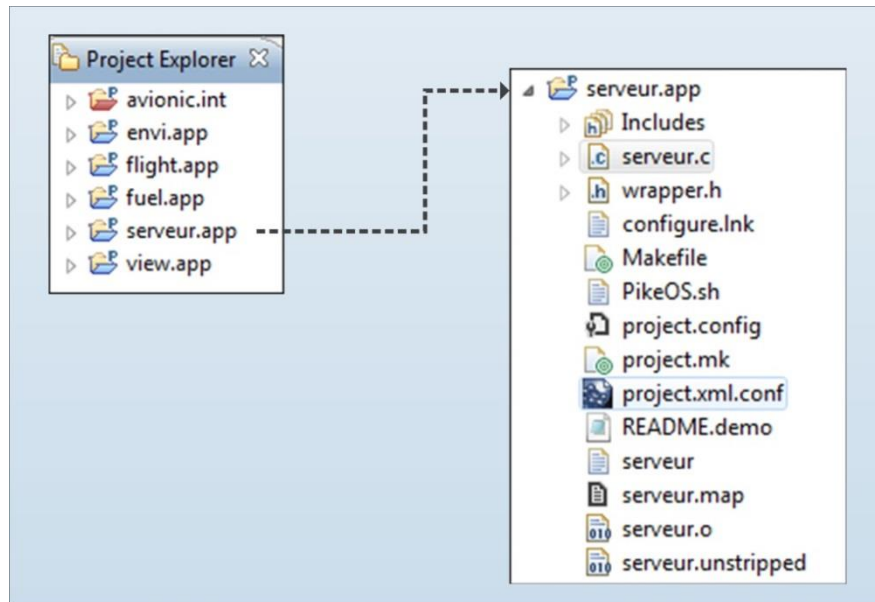 Project Explorer
avionic.int
envi.app
flight.app
fuel.app
serveur.app
view.app
serveur.app
Includes
serveur.c
wrapper.h
configure.lnk
Makefile
PikeOS.sh
project.config
project.mk
project.xml.conf
README.demo
serveur
serveur.map
serveur.o
serveur.unstripped